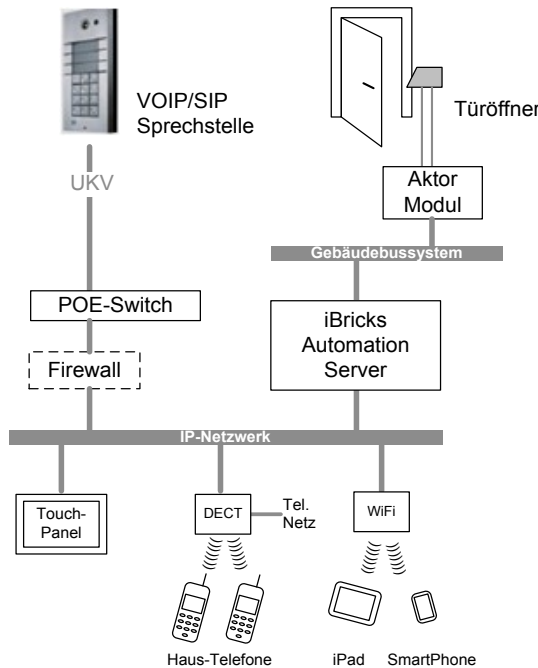 VOIP/SIP
Sprechstelle
Türöffner
UKV
Aktor
Modul
Gebäudebussystem
POE-Switch
iBricks
Automation
Server
Firewall
IP-Netzwerk
Touch-
Panel
DECT
Tel.
Netz
WiFi
Haus-Telefone
iPad
SmartPhone